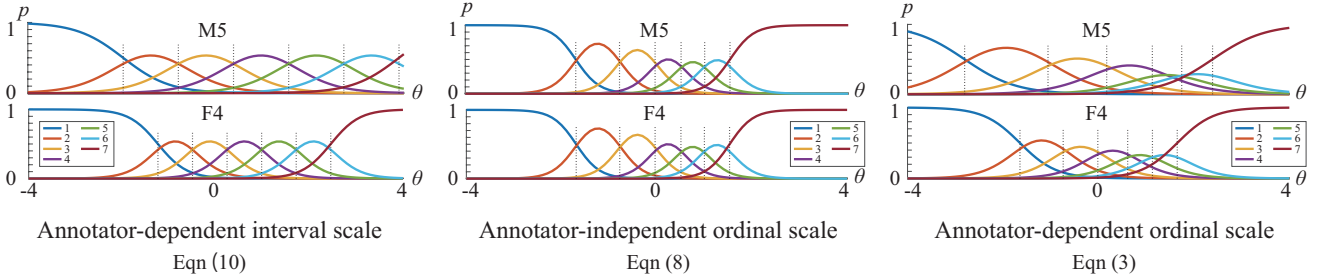 p
1
M5
0
θ
1
F4
1 5
2 6
3 7
4
0
-4 0 4 θ
Annotator-dependent interval scale
Eqn (10)
p
1
M5
0
θ
1
F4
1 5
2 6
3 7
4
0
-4 0 4 θ
Annotator-independent ordinal scale
Eqn (8)
p
1
M5
0
θ
1
F4
1 5
2 6
3 7
4
0
-4 0 4 θ
Annotator-dependent ordinal scale
Eqn (3)